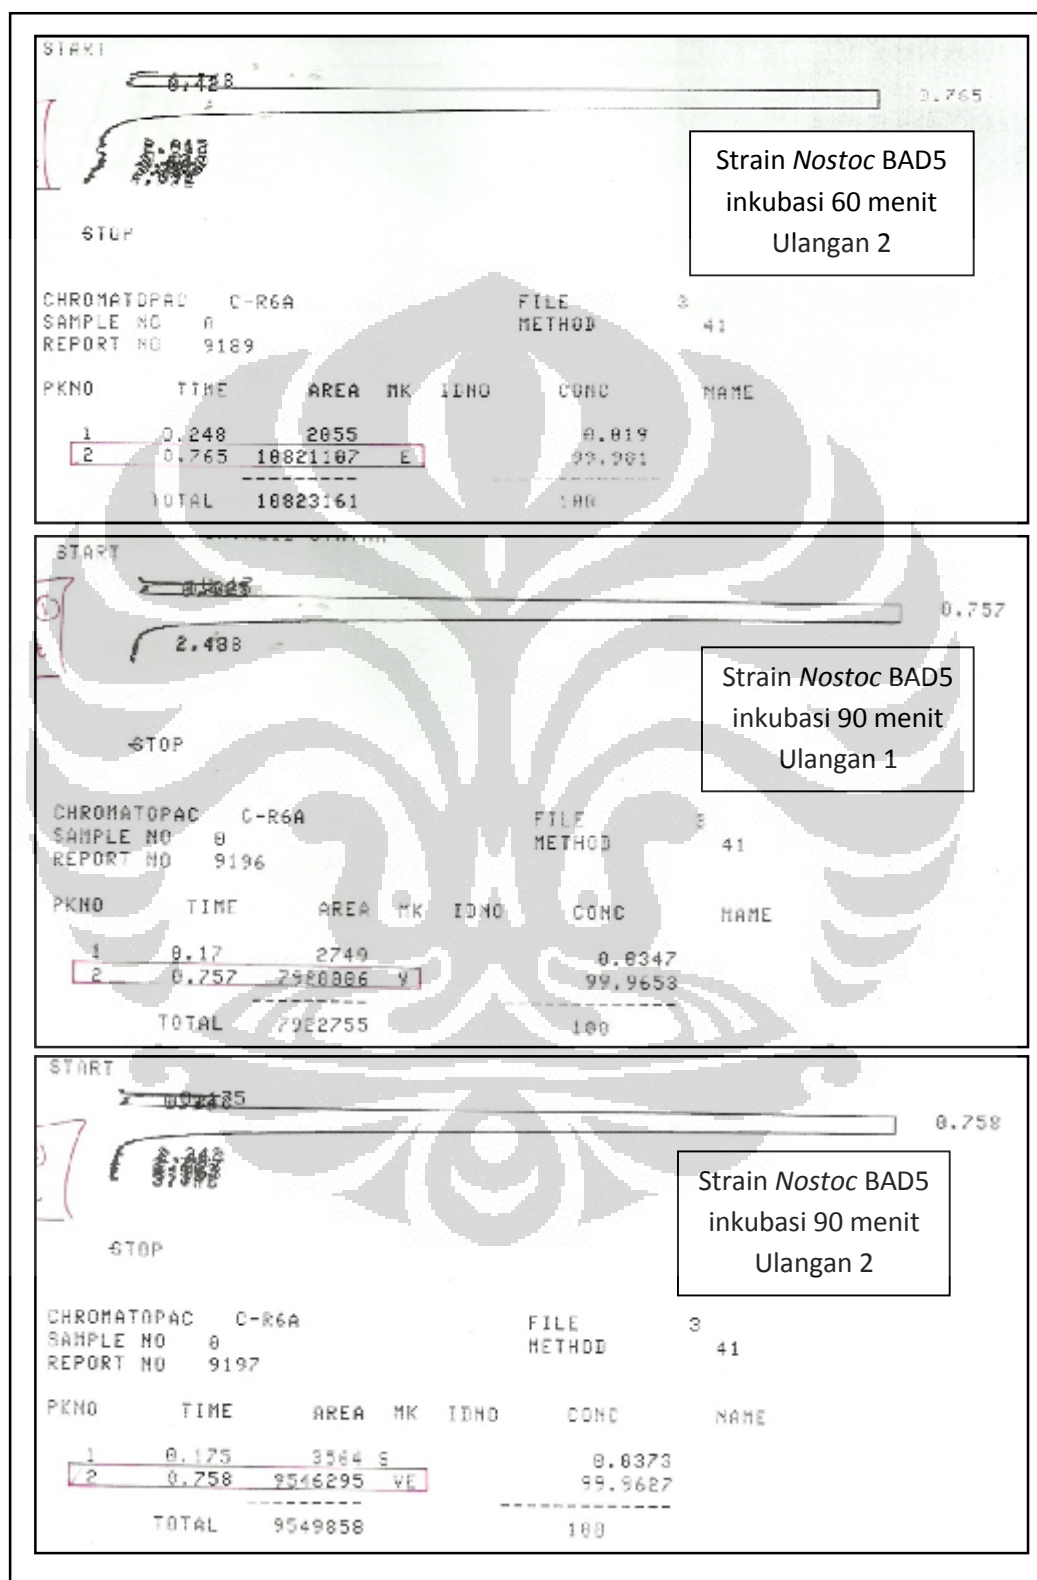 START
0.765
Strain Nostoc BAD5
inkubasi 60 menit
Ulangan 2
STOP
CHROMATOPAC C-R6A FILE 3
SAMPLE NO 0 METHOD 41
REPORT NO 9189
PKNO TIME AREA MK IDNO CONC NAME
1 0.248 2055 0.019
2 0.765 10821107 E 99.981
TOTAL 10823161 100
START
0.757
2.488
Strain Nostoc BAD5
inkubasi 90 menit
Ulangan 1
STOP
CHROMATOPAC C-R6A FILE 3
SAMPLE NO 0 METHOD 41
REPORT NO 9196
PKNO TIME AREA MK IDNO CONC NAME
1 0.17 2749 0.0347
2 0.757 7920006 V 99.9653
TOTAL 7922755 100
START
0.758
Strain Nostoc BAD5
inkubasi 90 menit
Ulangan 2
STOP
CHROMATOPAC C-R6A FILE 3
SAMPLE NO 0 METHOD 41
REPORT NO 9197
PKNO TIME AREA MK IDNO CONC NAME
1 0.175 3564 S 0.0373
2 0.758 9546295 VE 99.9627
TOTAL 9549858 100